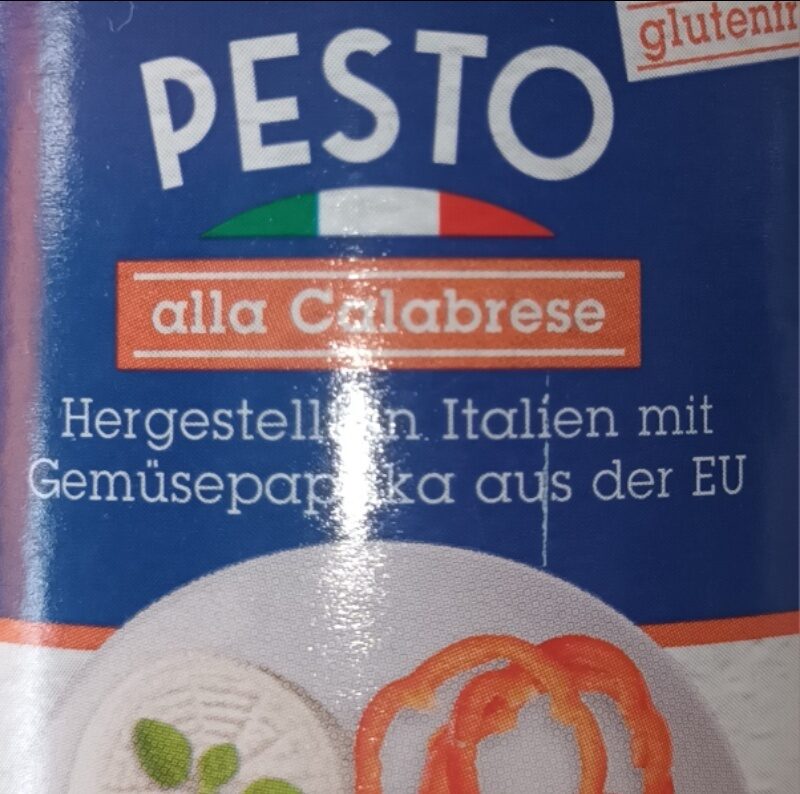 PESTO
glutenfr
alla Calabrese
Hergestellt in Italien mit
Gemüsepaprika aus der EU